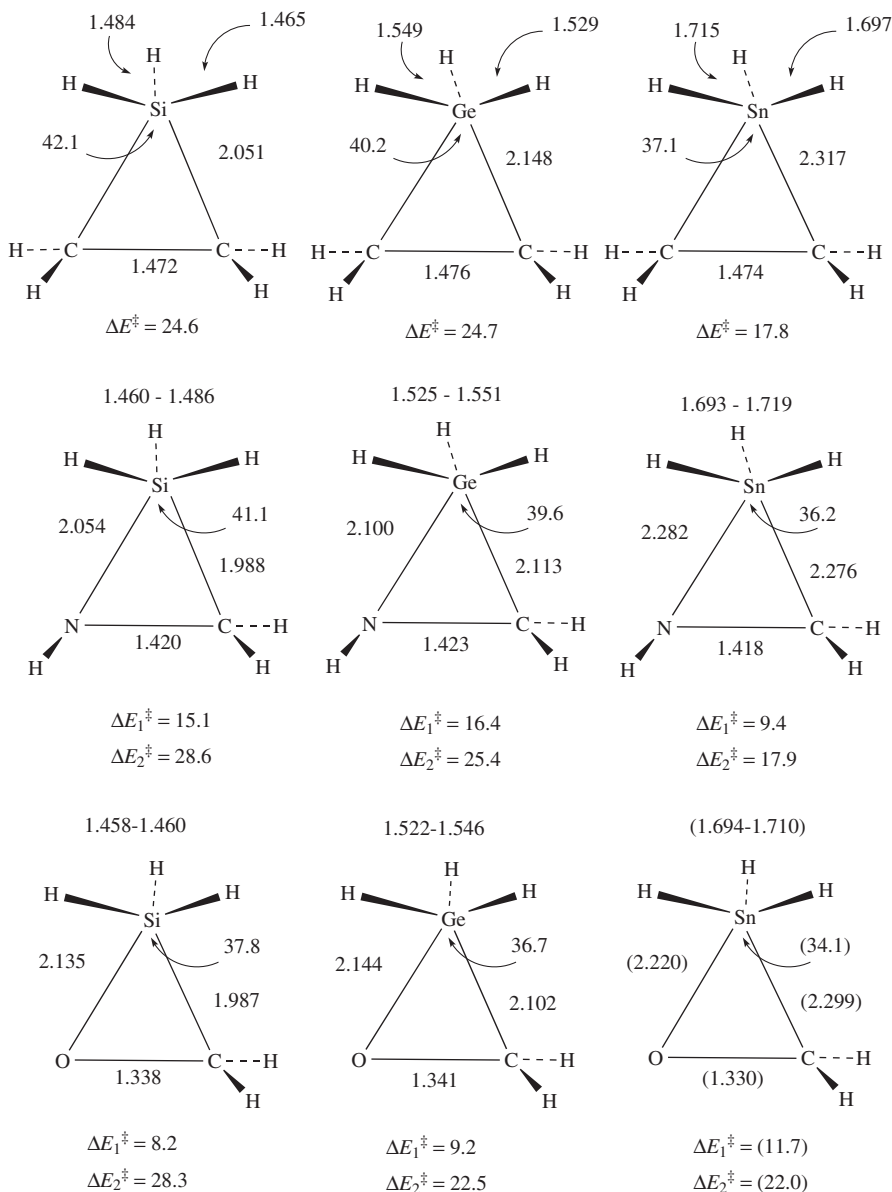 1.484 H 1.465
H H
Si
42.1 2.051
H C C H
1.472
H H
ΔE‡ = 24.6
1.549 H 1.529
H H
Ge
40.2 2.148
H C C H
1.476
H H
ΔE‡ = 24.7
1.715 H 1.697
H H
Sn
37.1 2.317
H C C H
1.474
H H
ΔE‡ = 17.8
1.460 - 1.486
H
H H
Si
2.054 41.1
1.988
N C H
1.420
H H
ΔE1‡ = 15.1
ΔE2‡ = 28.6
1.525 - 1.551
H
H H
Ge
2.100 39.6
2.113
N C H
1.423
H H
ΔE1‡ = 16.4
ΔE2‡ = 25.4
1.693 - 1.719
H
H H
Sn
2.282 36.2
2.276
N C H
1.418
H H
ΔE1‡ = 9.4
ΔE2‡ = 17.9
1.458-1.460
H
H H
Si
2.135 37.8
1.987
O C H
1.338
H
ΔE1‡ = 8.2
ΔE2‡ = 28.3
1.522-1.546
H
H H
Ge
2.144 36.7
2.102
O C H
1.341
H
ΔE1‡ = 9.2
ΔE2‡ = 22.5
(1.694-1.710)
H
H H
Sn
(2.220) (34.1)
(2.299)
O C H
(1.330)
H
ΔE1‡ = (11.7)
ΔE2‡ = (22.0)